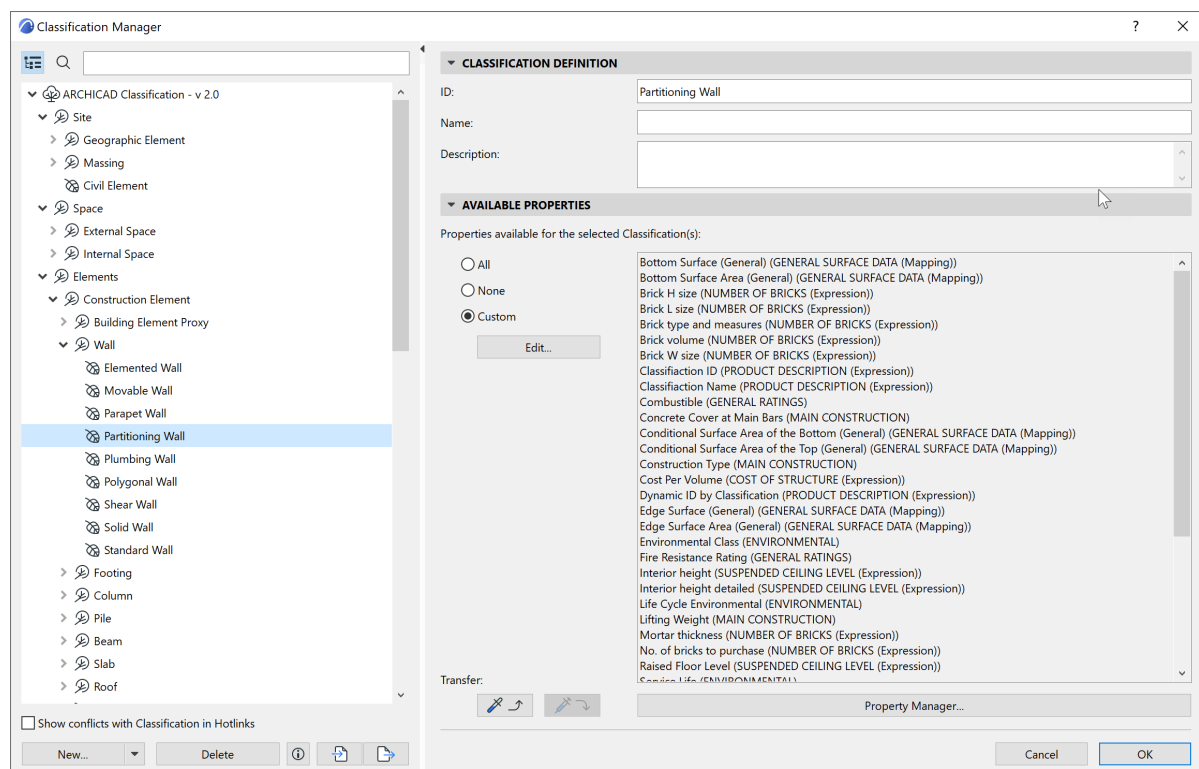 Classification Manager
?
ARCHICAD Classification - v 2.0
Site
Geographic Element
Massing
Civil Element
Space
External Space
Internal Space
Elements
Construction Element
Building Element Proxy
Wall
Elemented Wall
Movable Wall
Parapet Wall
Partitioning Wall
Plumbing Wall
Polygonal Wall
Shear Wall
Solid Wall
Standard Wall
Footing
Column
Pile
Beam
Slab
Roof
Show conflicts with Classification in Hotlinks
New...
Delete
CLASSIFICATION DEFINITION
ID:
Partitioning Wall
Name:
Description:
AVAILABLE PROPERTIES
Properties available for the selected Classification(s):
All
None
Custom
Edit...
Bottom Surface (General) (GENERAL SURFACE DATA (Mapping))
Bottom Surface Area (General) (GENERAL SURFACE DATA (Mapping))
Brick H size (NUMBER OF BRICKS (Expression))
Brick L size (NUMBER OF BRICKS (Expression))
Brick type and measures (NUMBER OF BRICKS (Expression))
Brick volume (NUMBER OF BRICKS (Expression))
Brick W size (NUMBER OF BRICKS (Expression))
Classifiaction ID (PRODUCT DESCRIPTION (Expression))
Classifiaction Name (PRODUCT DESCRIPTION (Expression))
Combustible (GENERAL RATINGS)
Concrete Cover at Main Bars (MAIN CONSTRUCTION)
Conditional Surface Area of the Bottom (General) (GENERAL SURFACE DATA (Mapping))
Conditional Surface Area of the Top (General) (GENERAL SURFACE DATA (Mapping))
Construction Type (MAIN CONSTRUCTION)
Cost Per Volume (COST OF STRUCTURE (Expression))
Dynamic ID by Classification (PRODUCT DESCRIPTION (Expression))
Edge Surface (General) (GENERAL SURFACE DATA (Mapping))
Edge Surface Area (General) (GENERAL SURFACE DATA (Mapping))
Environmental Class (ENVIRONMENTAL)
Fire Resistance Rating (GENERAL RATINGS)
Interior height (SUSPENDED CEILING LEVEL (Expression))
Interior height detailed (SUSPENDED CEILING LEVEL (Expression))
Life Cycle Environmental (ENVIRONMENTAL)
Lifting Weight (MAIN CONSTRUCTION)
Mortar thickness (NUMBER OF BRICKS (Expression))
No. of bricks to purchase (NUMBER OF BRICKS (Expression))
Raised Floor Level (SUSPENDED CEILING LEVEL (Expression))
Service Life (ENVIRONMENTAL)
Transfer:
Property Manager...
Cancel
OK